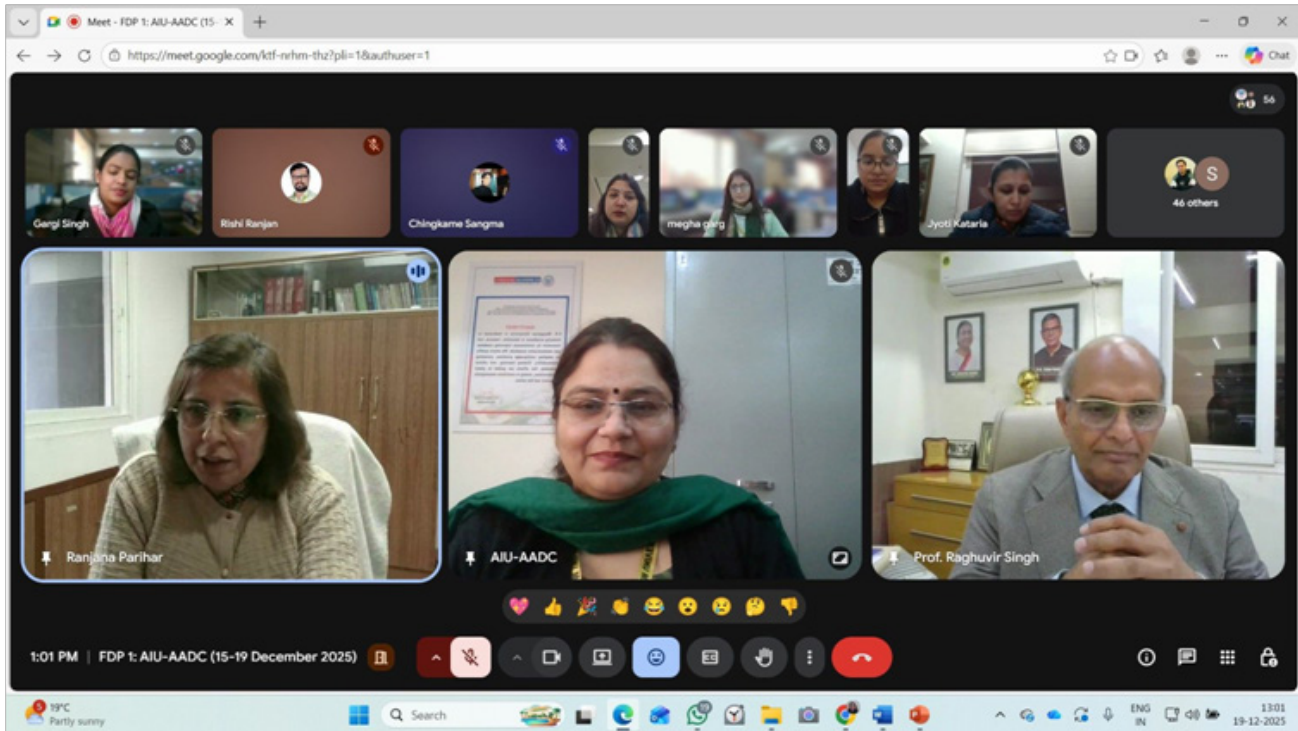 Meet - FDP 1: AIU-AADC (15-
https://meet.google.com/ktf-nrhm-thz?pli=1&authuser=1
Chat
56
Gargi Singh
Rishi Ranjan
Chingkame Sangma
megha garg
Jyoti Kataria
S
46 others
Ranjana Parihar
AIU-AADC
Prof. Raghuvir Singh
1:01 PM | FDP 1: AIU-AADC (15-19 December 2025)
CC
19°C
Partly sunny
Search
ENG
IN
13:01
19-12-2025